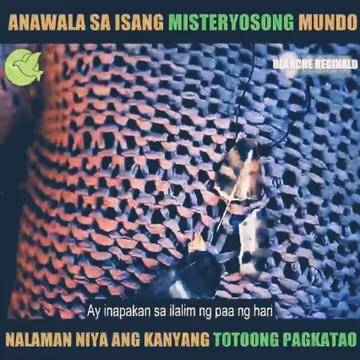 ANAWALA SA ISANG MISTERYOSONG MUNDO
BLANCHE REGINALD
Ay inapakan sa ilalim ng paa ng hari
NALAMAN NIYA ANG KANYANG TOTOONG PAGKATAO